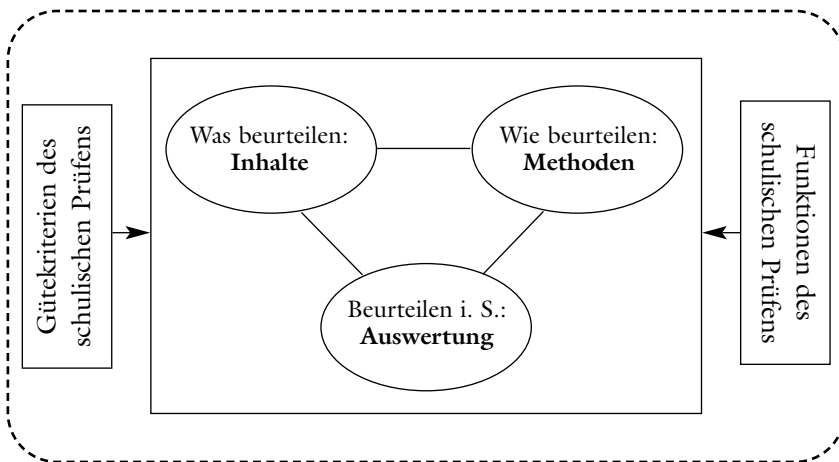 Gütekriterien des
schulischen Prüfens
Was beurteilen:
Inhalte
Wie beurteilen:
Methoden
Beurteilen i. S.:
Auswertung
Funktionen des
schulischen Prüfens